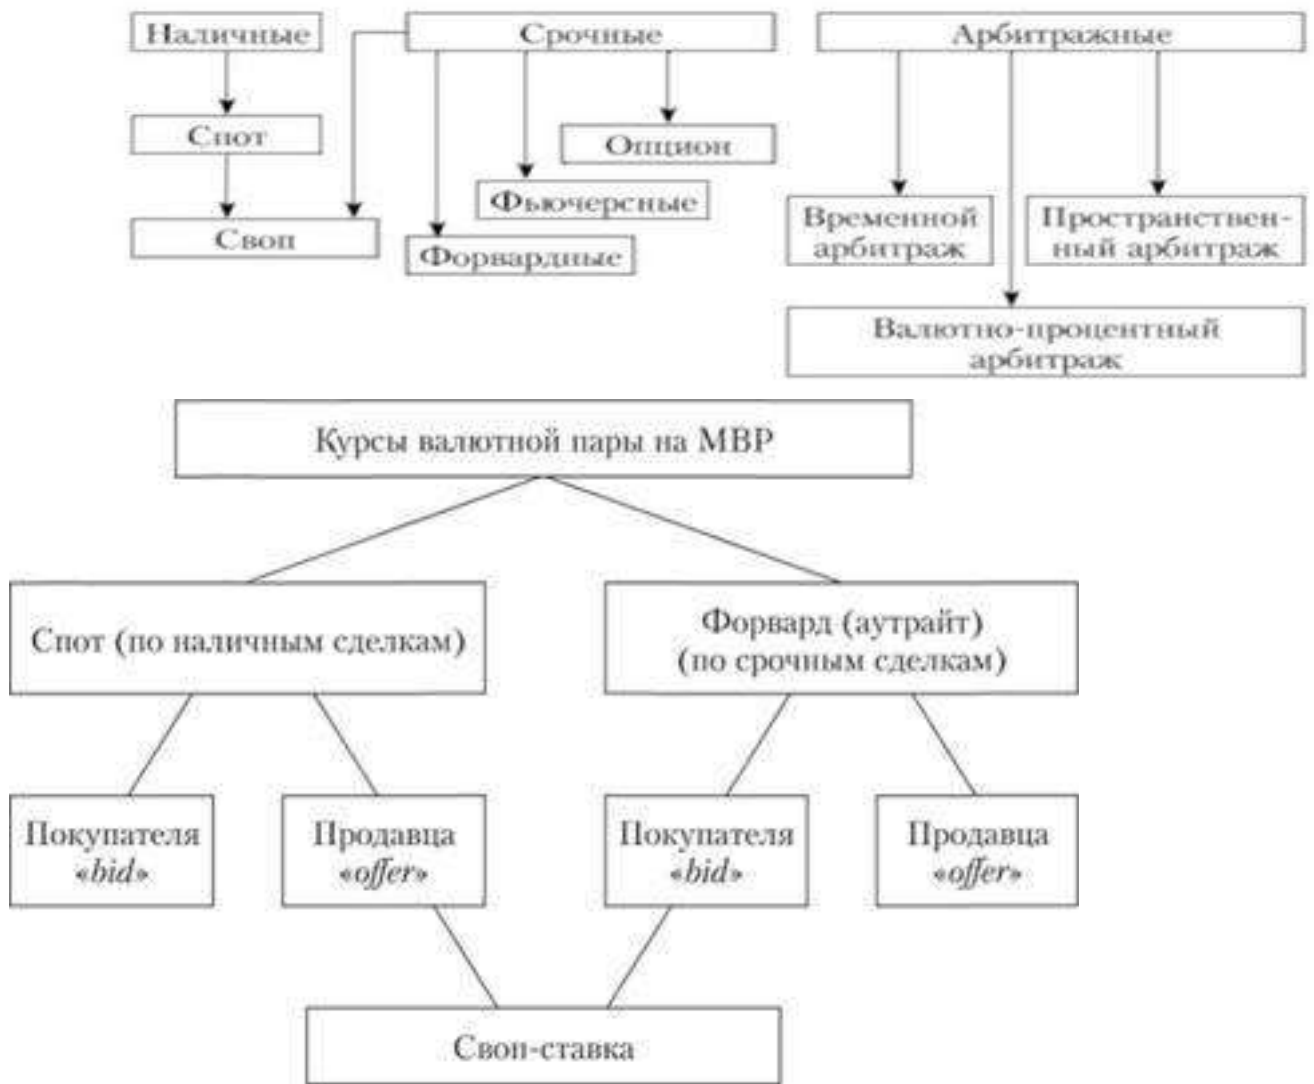 Наличные
Срочные
Арбитражные
Спот
Опцион
Фьючерсные
Своп
Форвардные
Временной
арбитраж
Пространствен-
ный арбитраж
Валютно-процентный
арбитраж
Курсы валютной пары на МВР
Спот (по наличным сделкам)
Форвард (аутрайт)
(по срочным сделкам)
Покупателя
«bid»
Продавца
«offer»
Покупателя
«bid»
Продавца
«offer»
Своп-ставка